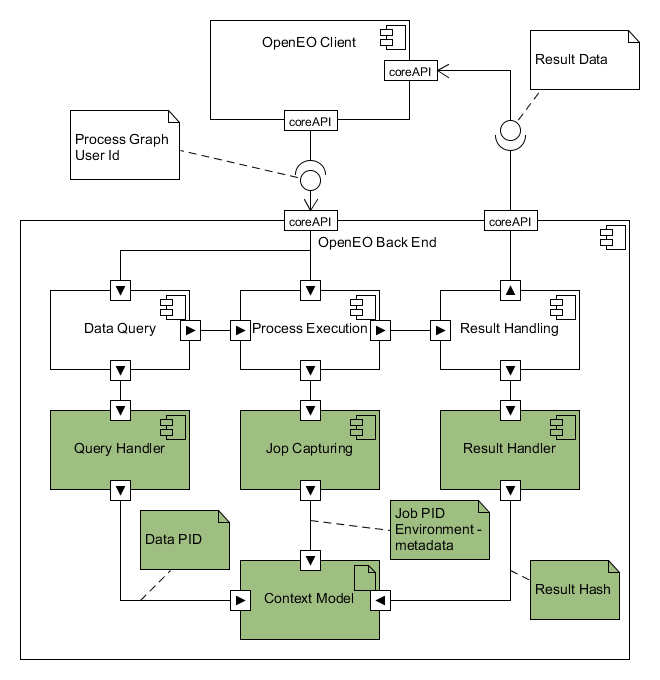 OpenEO Client
Result Data
coreAPI
coreAPI
Process Graph
User Id
coreAPI
coreAPI
OpenEO Back End
Data Query
Process Execution
Result Handling
Query Handler
Jop Capturing
Result Handler
Data PID
Job PID
Environment -
metadata
Context Model
Result Hash